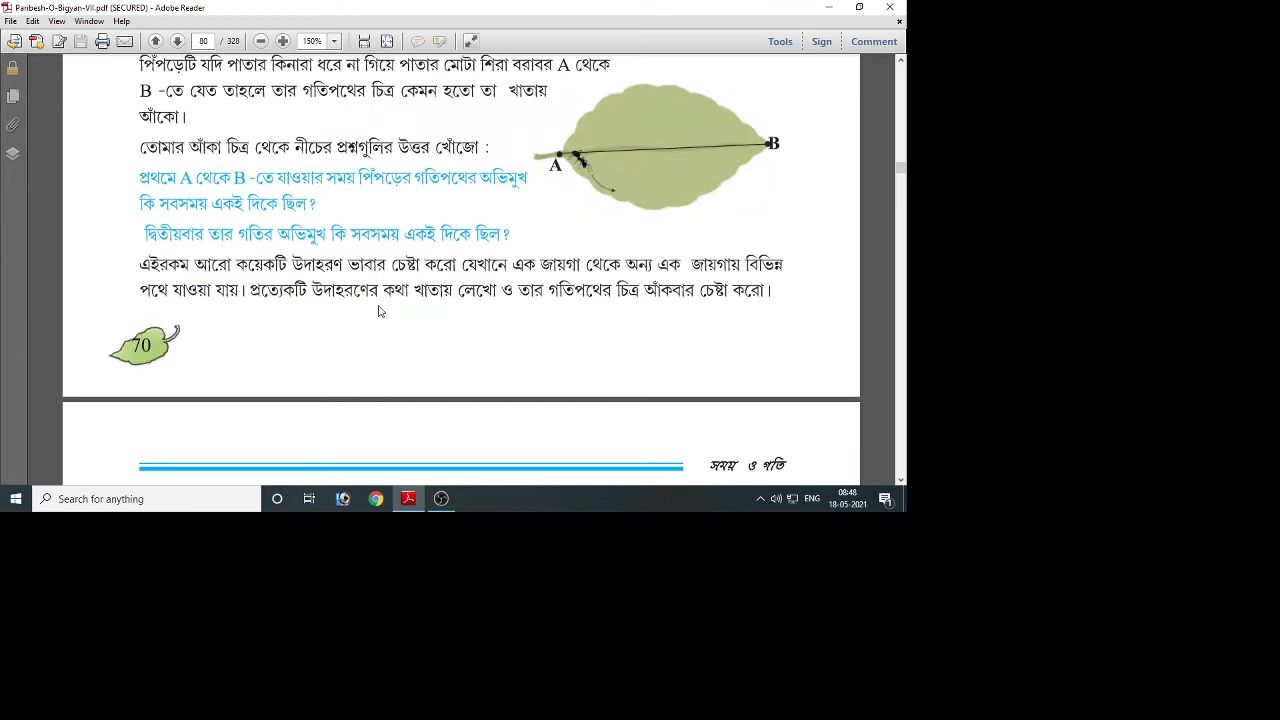 Paribesh-O-Bigyan-VII.pdf (SECURED) - Adobe Reader
File Edit View Window Help
80 / 328 150% Tools Sign Comment
পিঁপড়েটি যদি পাতার কিনারা ধরে না গিয়ে পাতার মোটা শিরা বরাবর A থেকে
B -তে যেত তাহলে তার গতিপথের চিত্র কেমন হতো তা খাতায়
আঁকো।
তোমার আঁকা চিত্র থেকে নীচের প্রশ্নগুলির উত্তর খোঁজো :
প্রথমে A থেকে B -তে যাওয়ার সময় পিঁপড়ের গতিপথের অভিমুখ
কি সবসময় একই দিকে ছিল?
দ্বিতীয়বার তার গতির অভিমুখ কি সবসময় একই দিকে ছিল?
A
B
এইরকম আরো কয়েকটি উদাহরণ ভাবার চেষ্টা করো যেখানে এক জায়গা থেকে অন্য এক জায়গায় বিভিন্ন
পথে যাওয়া যায়। প্রত্যেকটি উদাহরণের কথা খাতায় লেখো ও তার গতিপথের চিত্র আঁকবার চেষ্টা করো।
70
সময় ও গতি
Search for anything
ENG
08:48
18-05-2021
1